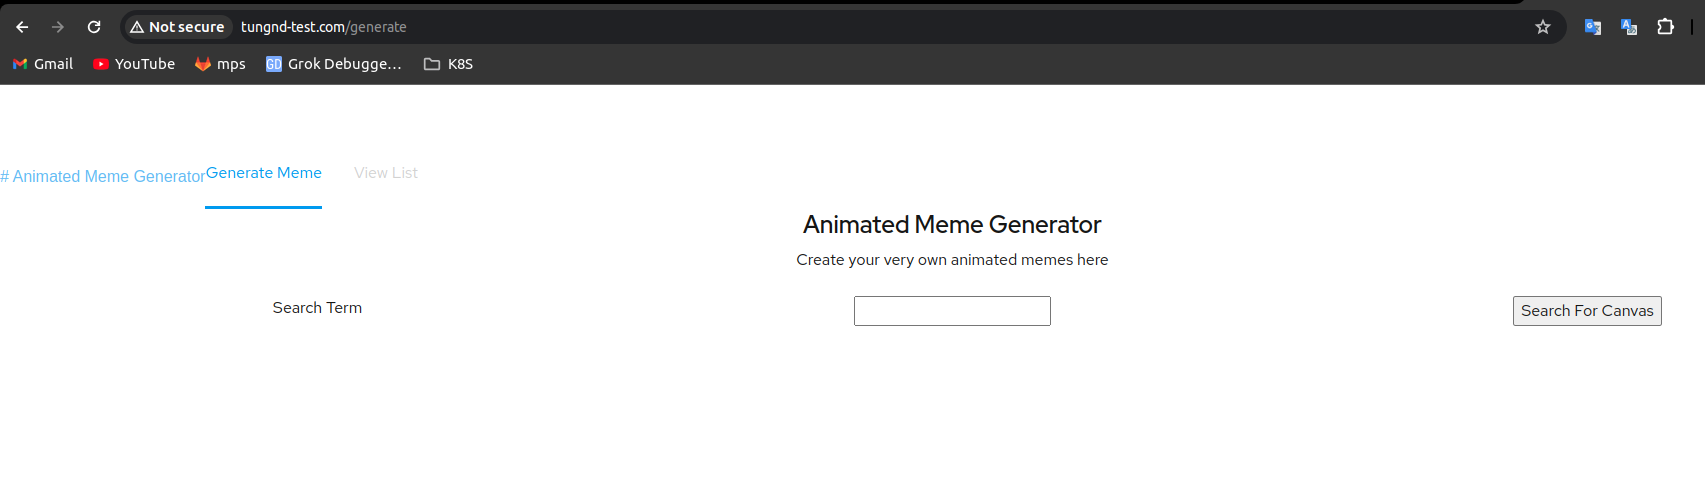 Not secure tungnd-test.com/generate
Gmail YouTube mps GD Grok Debugge... K8S
# Animated Meme Generator Generate Meme View List
Animated Meme Generator
Create your very own animated memes here
Search Term Search For Canvas